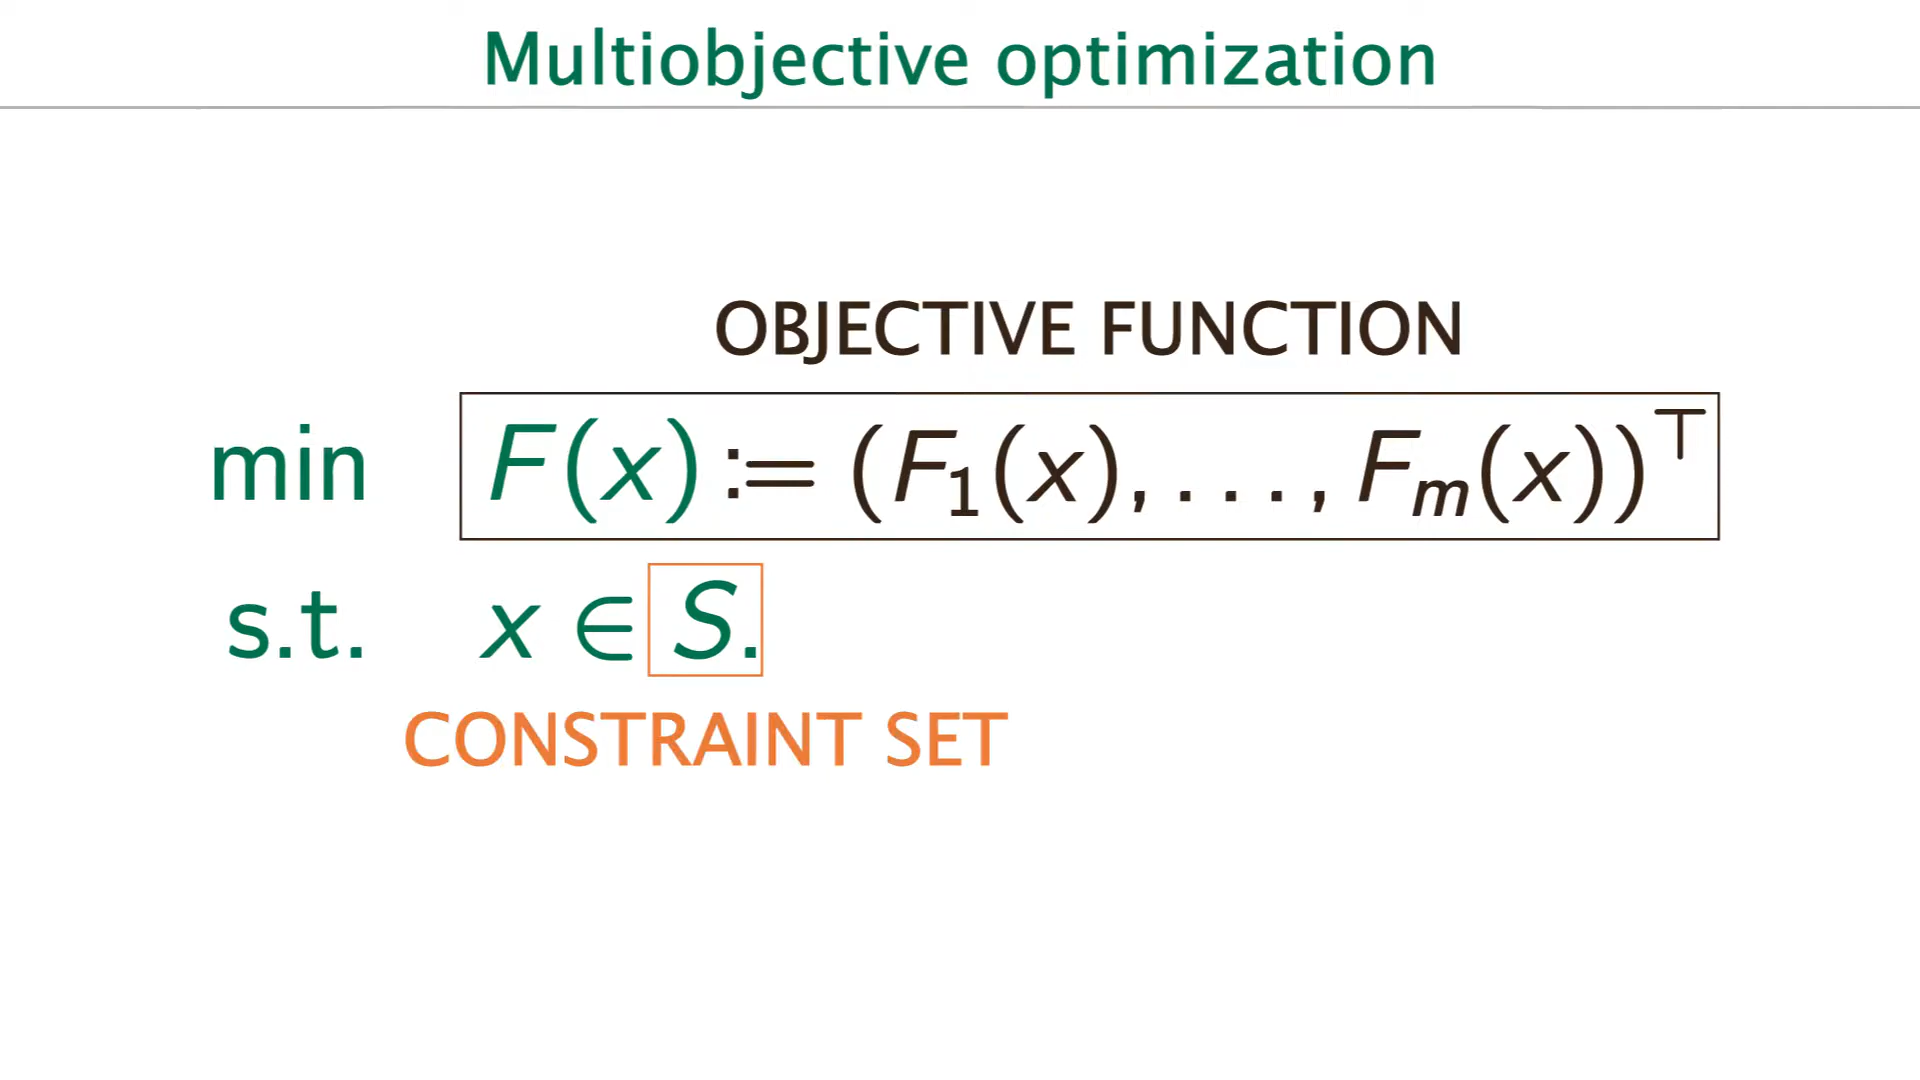 Multiobjective optimization
OBJECTIVE FUNCTION
min F(x) := (F₁(x), . . . , Fₘ(x))⊤
s.t. x ∈ S.
CONSTRAINT SET